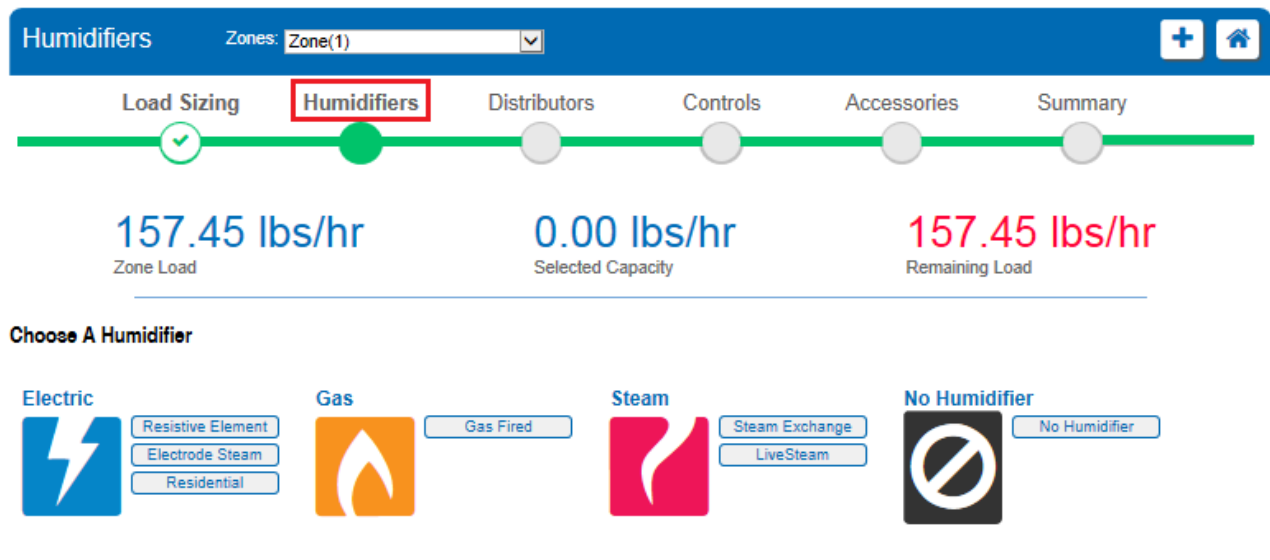 Humidifiers Zones: Zone(1)
Load Sizing Humidifiers Distributors Controls Accessories Summary
157.45 lbs/hr 0.00 lbs/hr 157.45 lbs/hr
Zone Load Selected Capacity Remaining Load
Choose A Humidifier
Electric Gas Steam No Humidifier
Resistive Element Gas Fired Steam Exchange No Humidifier
Electrode Steam LiveSteam
Residential